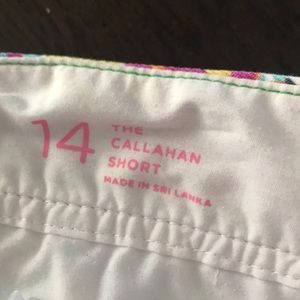 14
THE
CALLAHAN
SHORT
MADE IN SRI LANKA